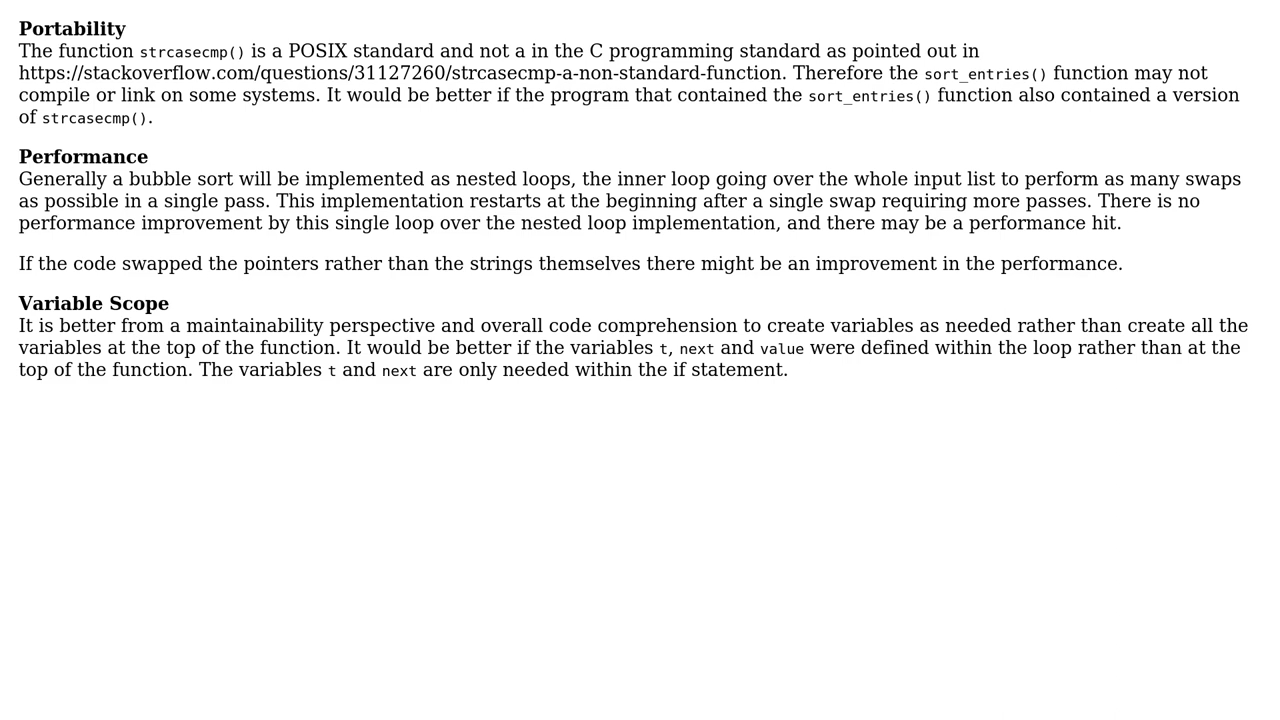 Portability
The function strcasecmp() is a POSIX standard and not a in the C programming standard as pointed out in
https://stackoverflow.com/questions/31127260/strcasecmp-a-non-standard-function. Therefore the sort_entries() function may not
compile or link on some systems. It would be better if the program that contained the sort_entries() function also contained a version
of strcasecmp().
Performance
Generally a bubble sort will be implemented as nested loops, the inner loop going over the whole input list to perform as many swaps
as possible in a single pass. This implementation restarts at the beginning after a single swap requiring more passes. There is no
performance improvement by this single loop over the nested loop implementation, and there may be a performance hit.
If the code swapped the pointers rather than the strings themselves there might be an improvement in the performance.
Variable Scope
It is better from a maintainability perspective and overall code comprehension to create variables as needed rather than create all the
variables at the top of the function. It would be better if the variables t, next and value were defined within the loop rather than at the
top of the function. The variables t and next are only needed within the if statement.